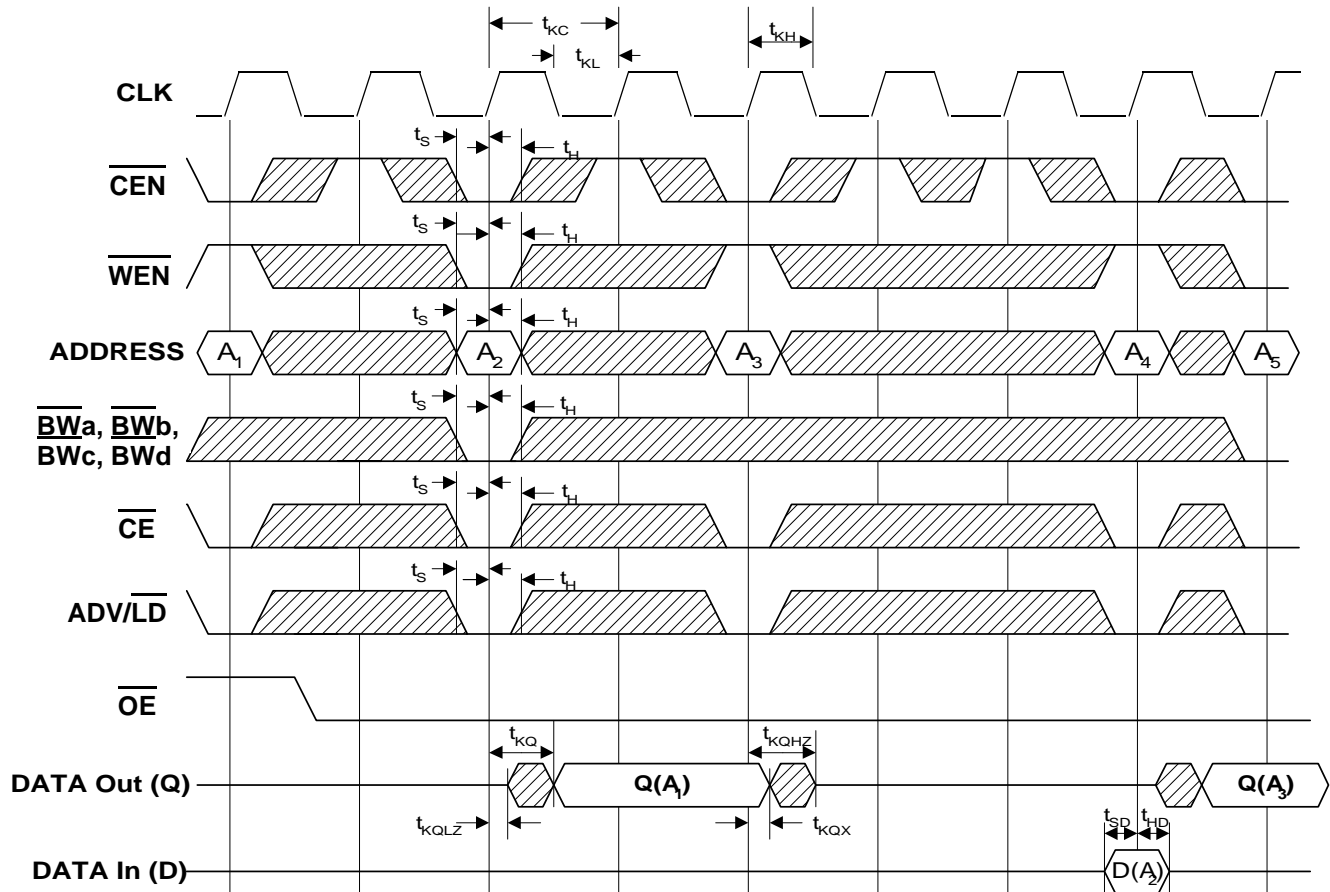 tKC
tKL
tKH
CLK
tS
tH
CEN
tS
tH
WEN
tS
tH
ADDRESS A1 A2 A3 A4 A5
tS
tH
BWa, BWb,
BWc, BWd
tS
tH
CE
tS
tH
ADV/LD
OE
tKQ
tKQHZ
DATA Out (Q) Q(A1) Q(A3)
tKQLZ
tKQX
tSD tHD
DATA In (D) D(A2)